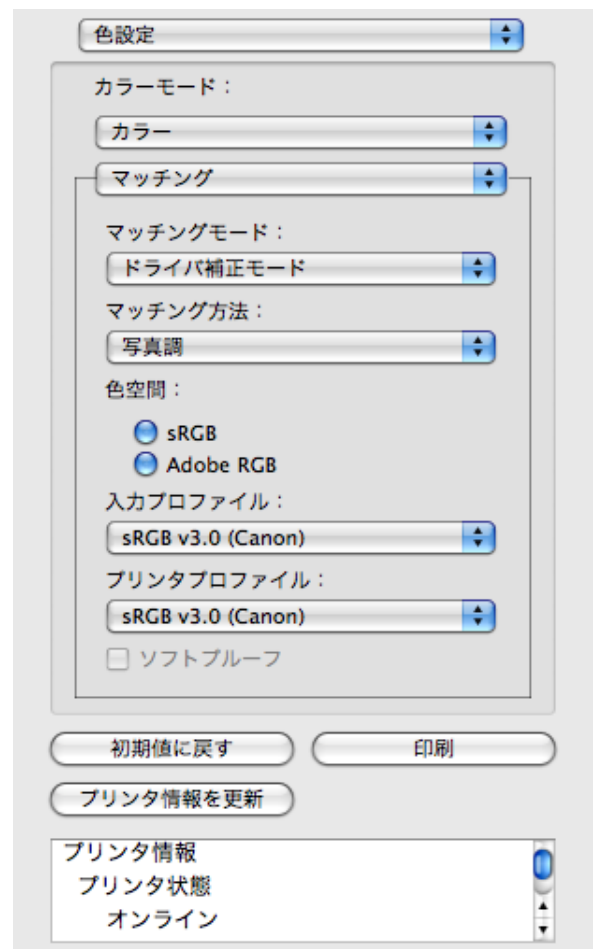 色設定
カラーモード：
カラー
マッチング
マッチングモード：
ドライバ補正モード
マッチング方法：
写真調
色空間：
sRGB
Adobe RGB
入力プロファイル：
sRGB v3.0 (Canon)
プリンタプロファイル：
sRGB v3.0 (Canon)
ソフトプルーフ
初期値に戻す 印刷
プリンタ情報を更新
プリンタ情報
プリンタ状態
オンライン